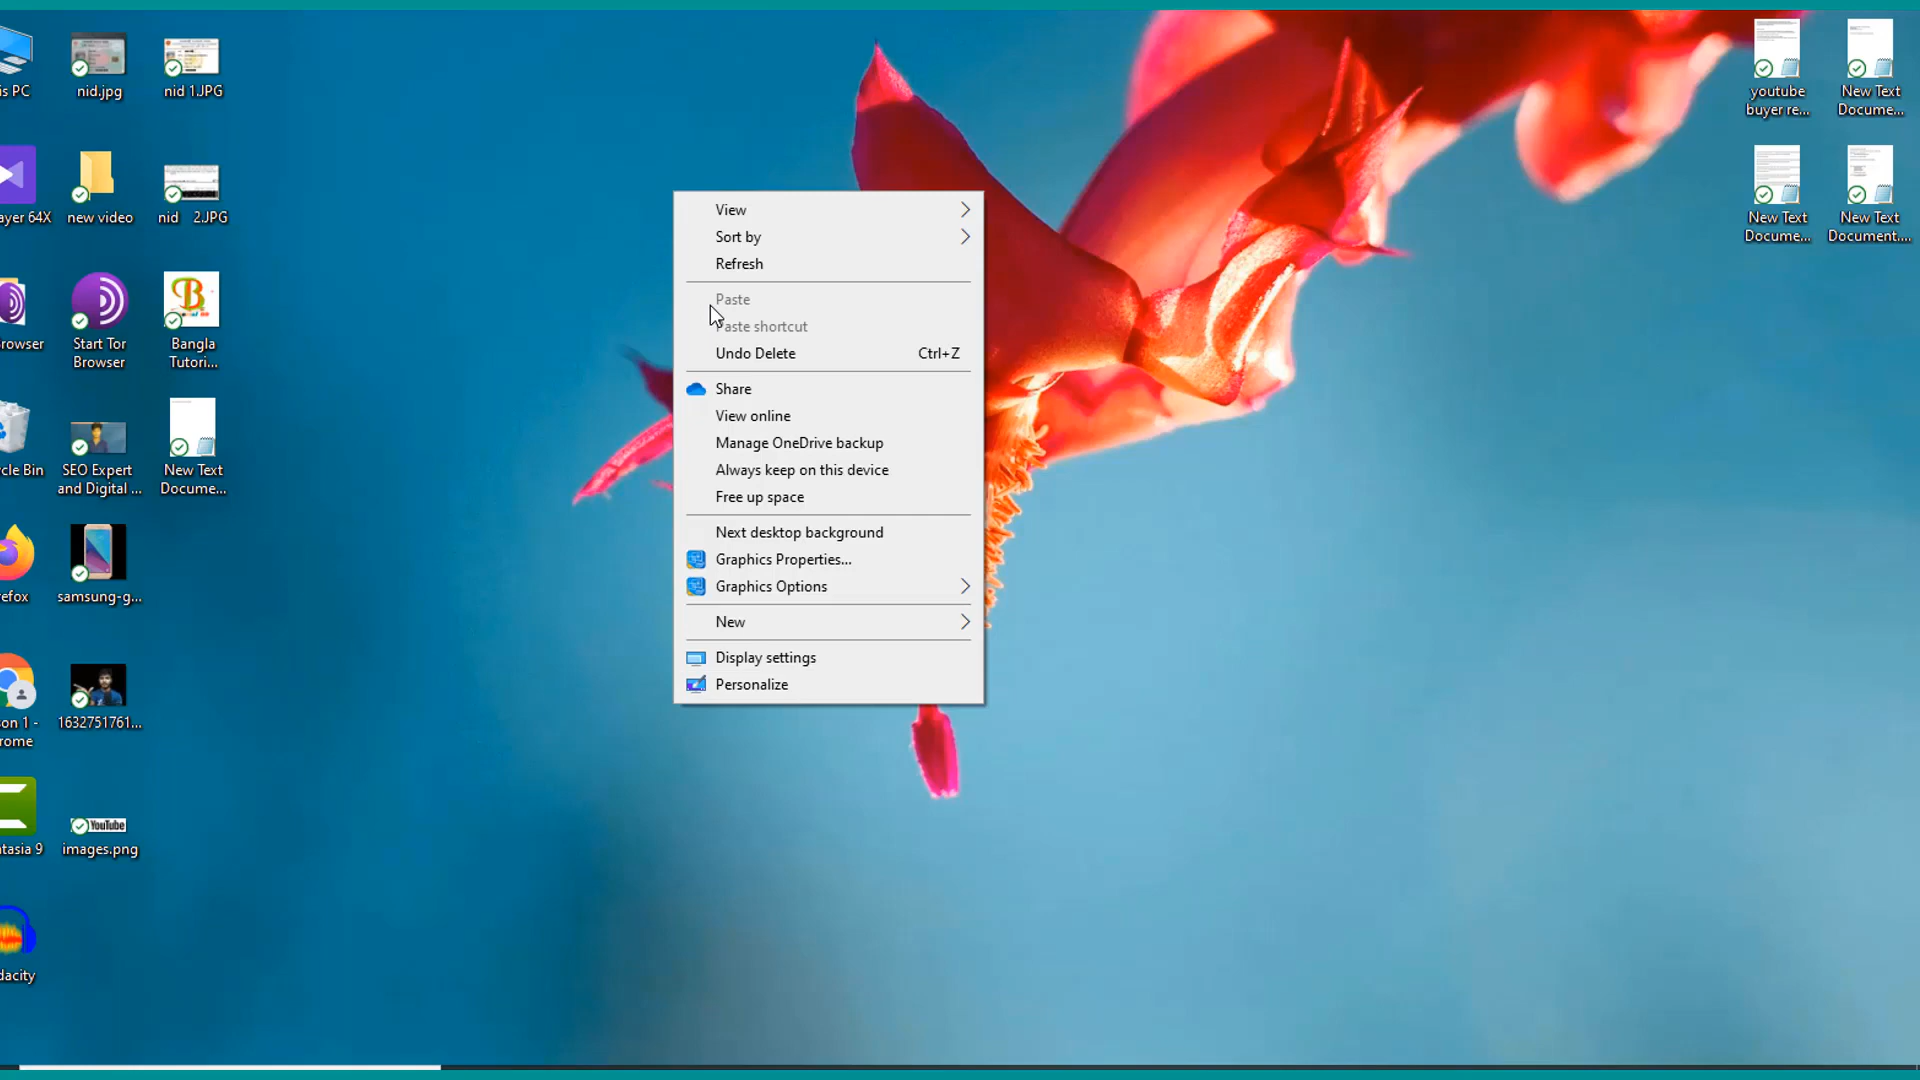 is PC
nid.jpg
nid 1.JPG
ayer 64X
new video
nid 2.JPG
rowser
Start Tor
Browser
Bangla
Tutori...
cle Bin
SEO Expert
and Digital ...
New Text
Docume...
efox
samsung-g...
on 1 -
rome
1632751761...
tasia 9
YouTube
images.png
dacity
View
Sort by
Refresh
Paste
Paste shortcut
Undo Delete Ctrl+Z
Share
View online
Manage OneDrive backup
Always keep on this device
Free up space
Next desktop background
Graphics Properties...
Graphics Options
New
Display settings
Personalize
youtube
buyer re...
New Text
Docume...
New Text
Docume...
New Text
Document....